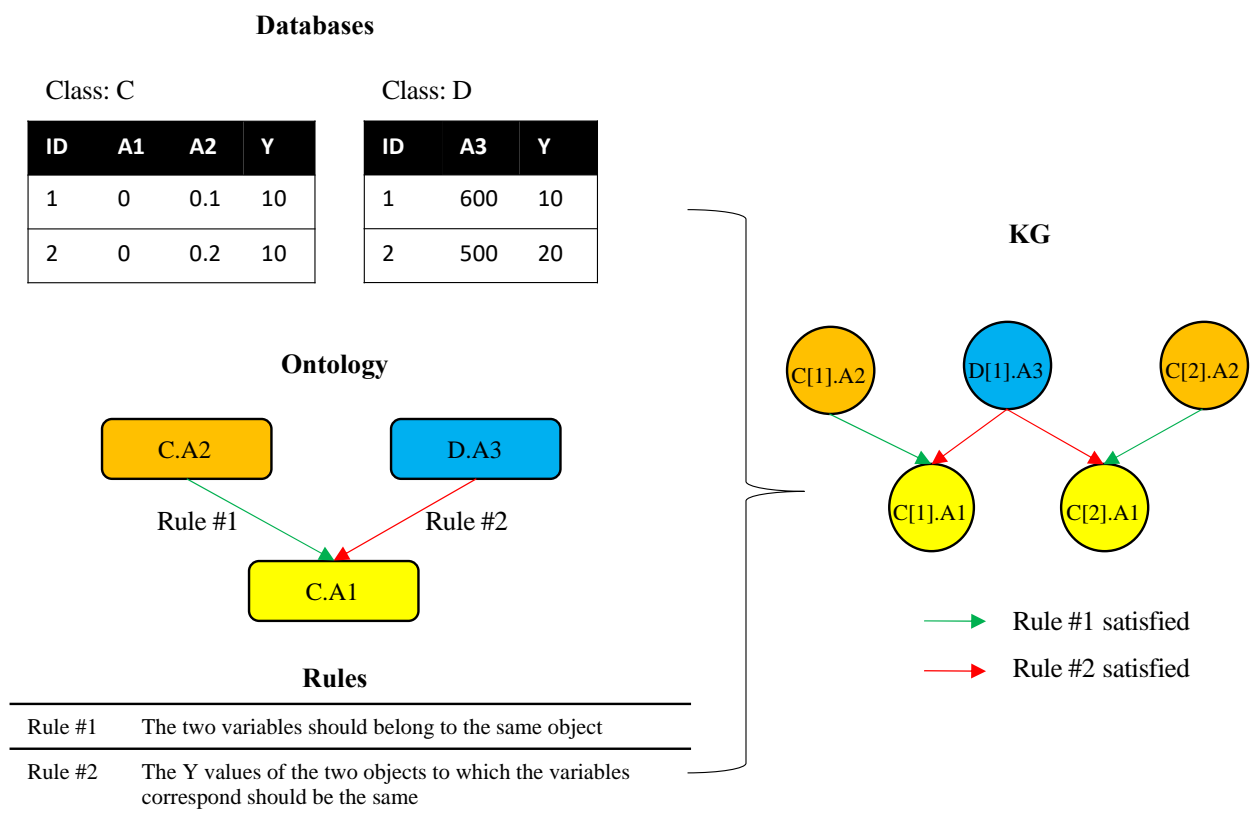 Databases
Class: C
ID A1 A2 Y
1 0 0.1 10
2 0 0.2 10
Class: D
ID A3 Y
1 600 10
2 500 20
Ontology
C.A2
D.A3
Rule #1
Rule #2
C.A1
Rules
Rule #1 The two variables should belong to the same object
Rule #2 The Y values of the two objects to which the variables
correspond should be the same
KG
C[1].A2
D[1].A3
C[2].A2
C[1].A1
C[2].A1
Rule #1 satisfied
Rule #2 satisfied